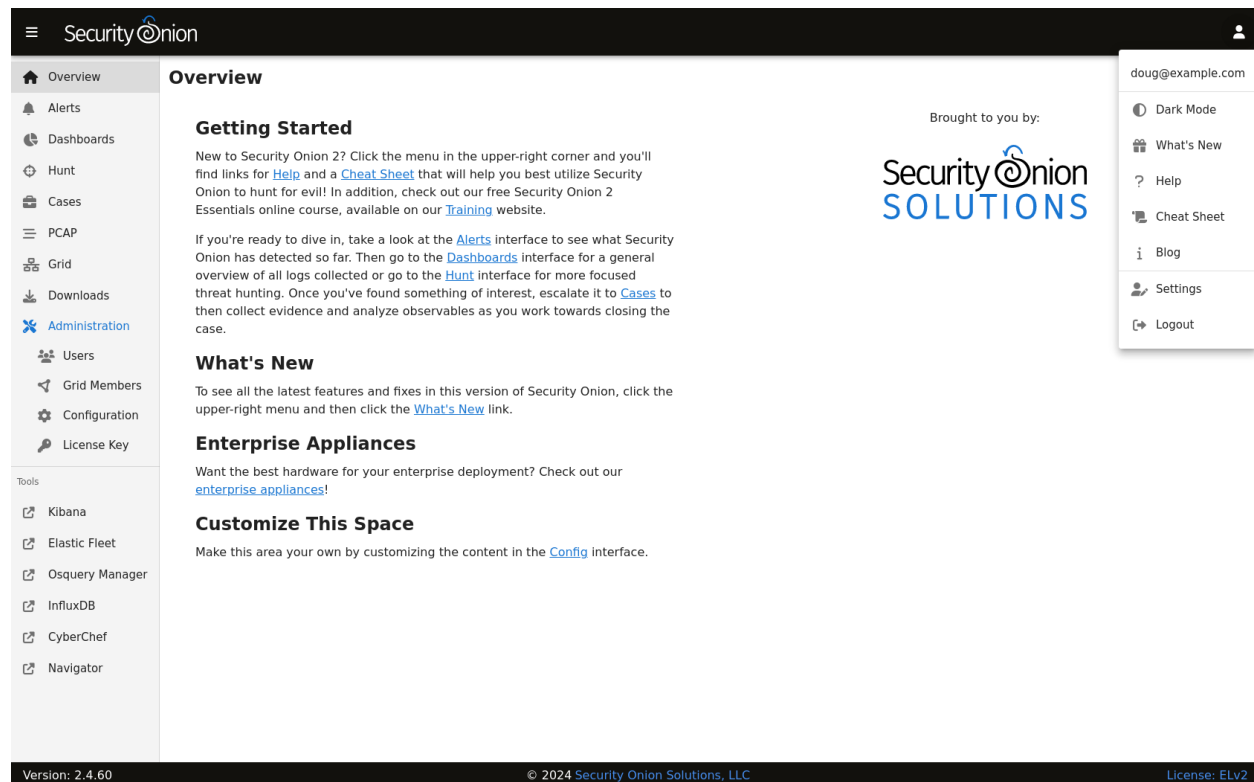 Security Onion
doug@example.com
Dark Mode
What's New
Help
Cheat Sheet
Blog
Settings
Logout
Overview
Alerts
Dashboards
Hunt
Cases
PCAP
Grid
Downloads
Administration
Users
Grid Members
Configuration
License Key
Tools
Kibana
Elastic Fleet
Osquery Manager
InfluxDB
CyberChef
Navigator
Overview
Getting Started
New to Security Onion 2? Click the menu in the upper-right corner and you'll
find links for Help and a Cheat Sheet that will help you best utilize Security
Onion to hunt for evil! In addition, check out our free Security Onion 2
Essentials online course, available on our Training website.
If you're ready to dive in, take a look at the Alerts interface to see what Security
Onion has detected so far. Then go to the Dashboards interface for a general
overview of all logs collected or go to the Hunt interface for more focused
threat hunting. Once you've found something of interest, escalate it to Cases to
then collect evidence and analyze observables as you work towards closing the
case.
What's New
To see all the latest features and fixes in this version of Security Onion, click the
upper-right menu and then click the What's New link.
Enterprise Appliances
Want the best hardware for your enterprise deployment? Check out our
enterprise appliances!
Customize This Space
Make this area your own by customizing the content in the Config interface.
Brought to you by:
Security Onion
SOLUTIONS
Version: 2.4.60
© 2024 Security Onion Solutions, LLC
License: ELv2